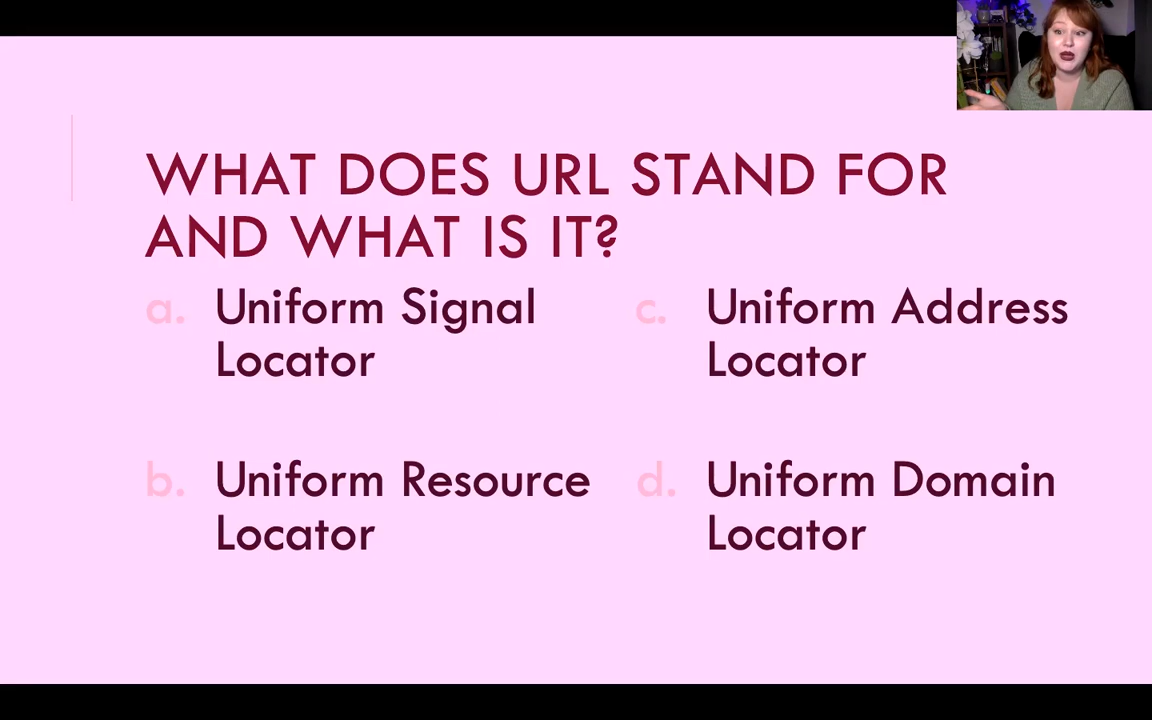 WHAT DOES URL STAND FOR
AND WHAT IS IT?
a. Uniform Signal
Locator
b. Uniform Resource
Locator
c. Uniform Address
Locator
d. Uniform Domain
Locator